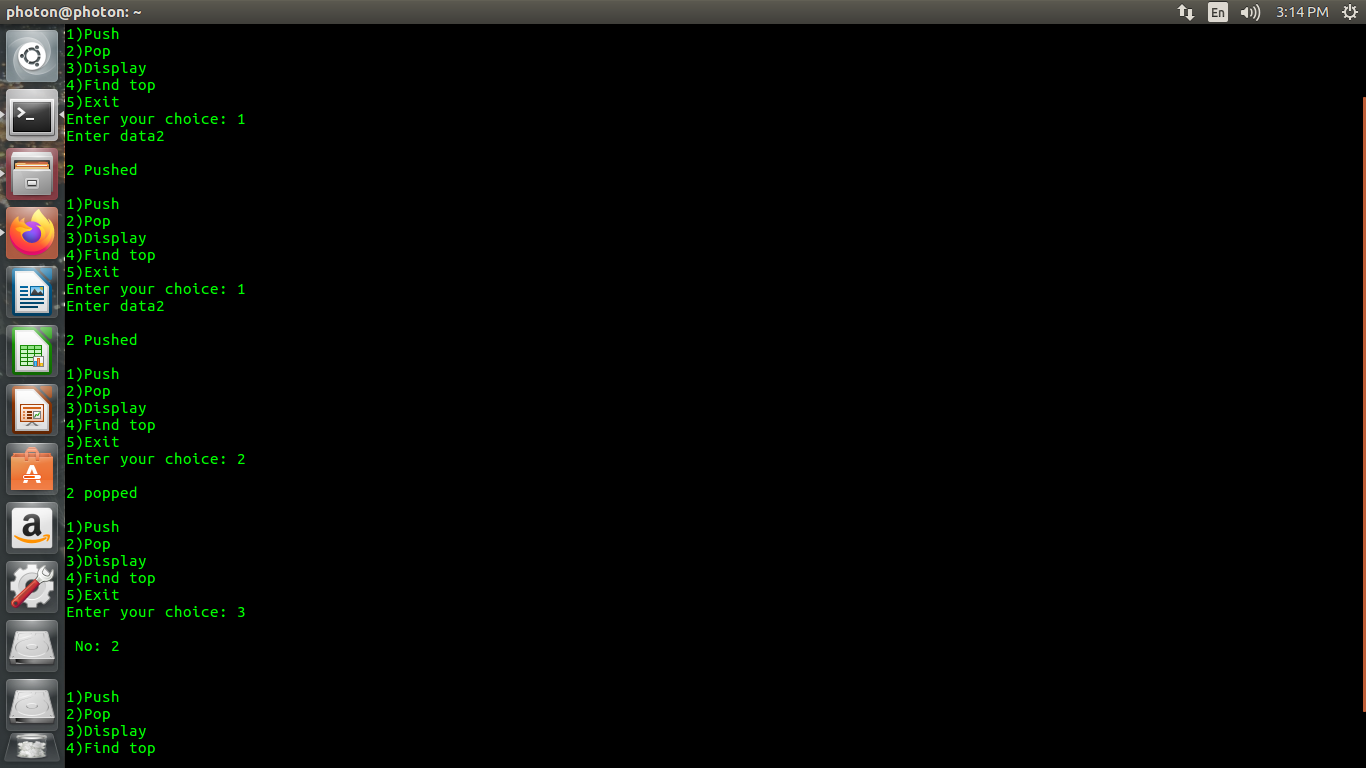 photon@photon: ~
En
3:14 PM
1)Push
2)Pop
3)Display
4)Find top
5)Exit
Enter your choice: 1
Enter data2
2 Pushed
1)Push
2)Pop
3)Display
4)Find top
5)Exit
Enter your choice: 1
Enter data2
2 Pushed
1)Push
2)Pop
3)Display
4)Find top
5)Exit
Enter your choice: 2
2 popped
1)Push
2)Pop
3)Display
4)Find top
5)Exit
Enter your choice: 3
No: 2
1)Push
2)Pop
3)Display
4)Find top